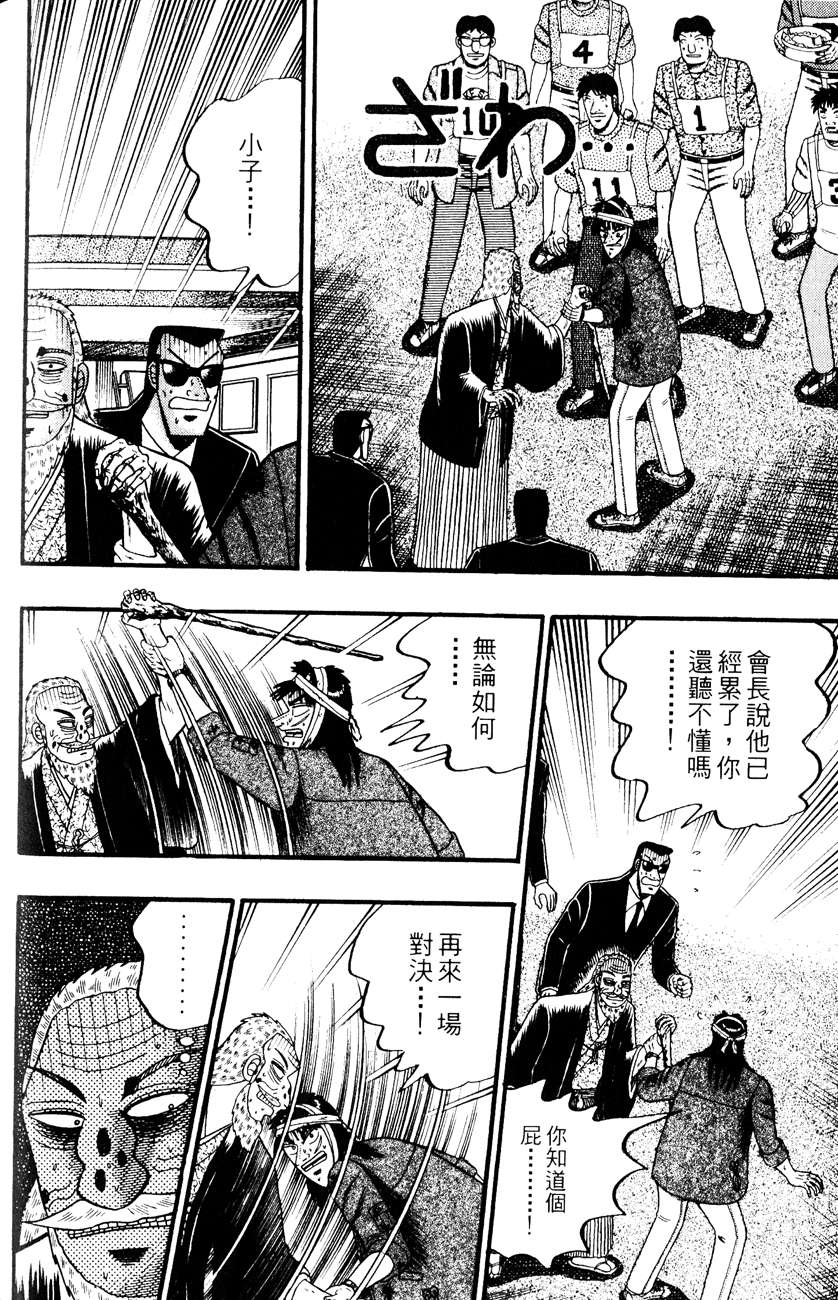 ざわ
10
4
1
11
3
小子…！
會長說他已
經累了，你
還聽不懂嗎
………！
你知道個
屁………！
無論如何
……
再來一場
對決…！
………